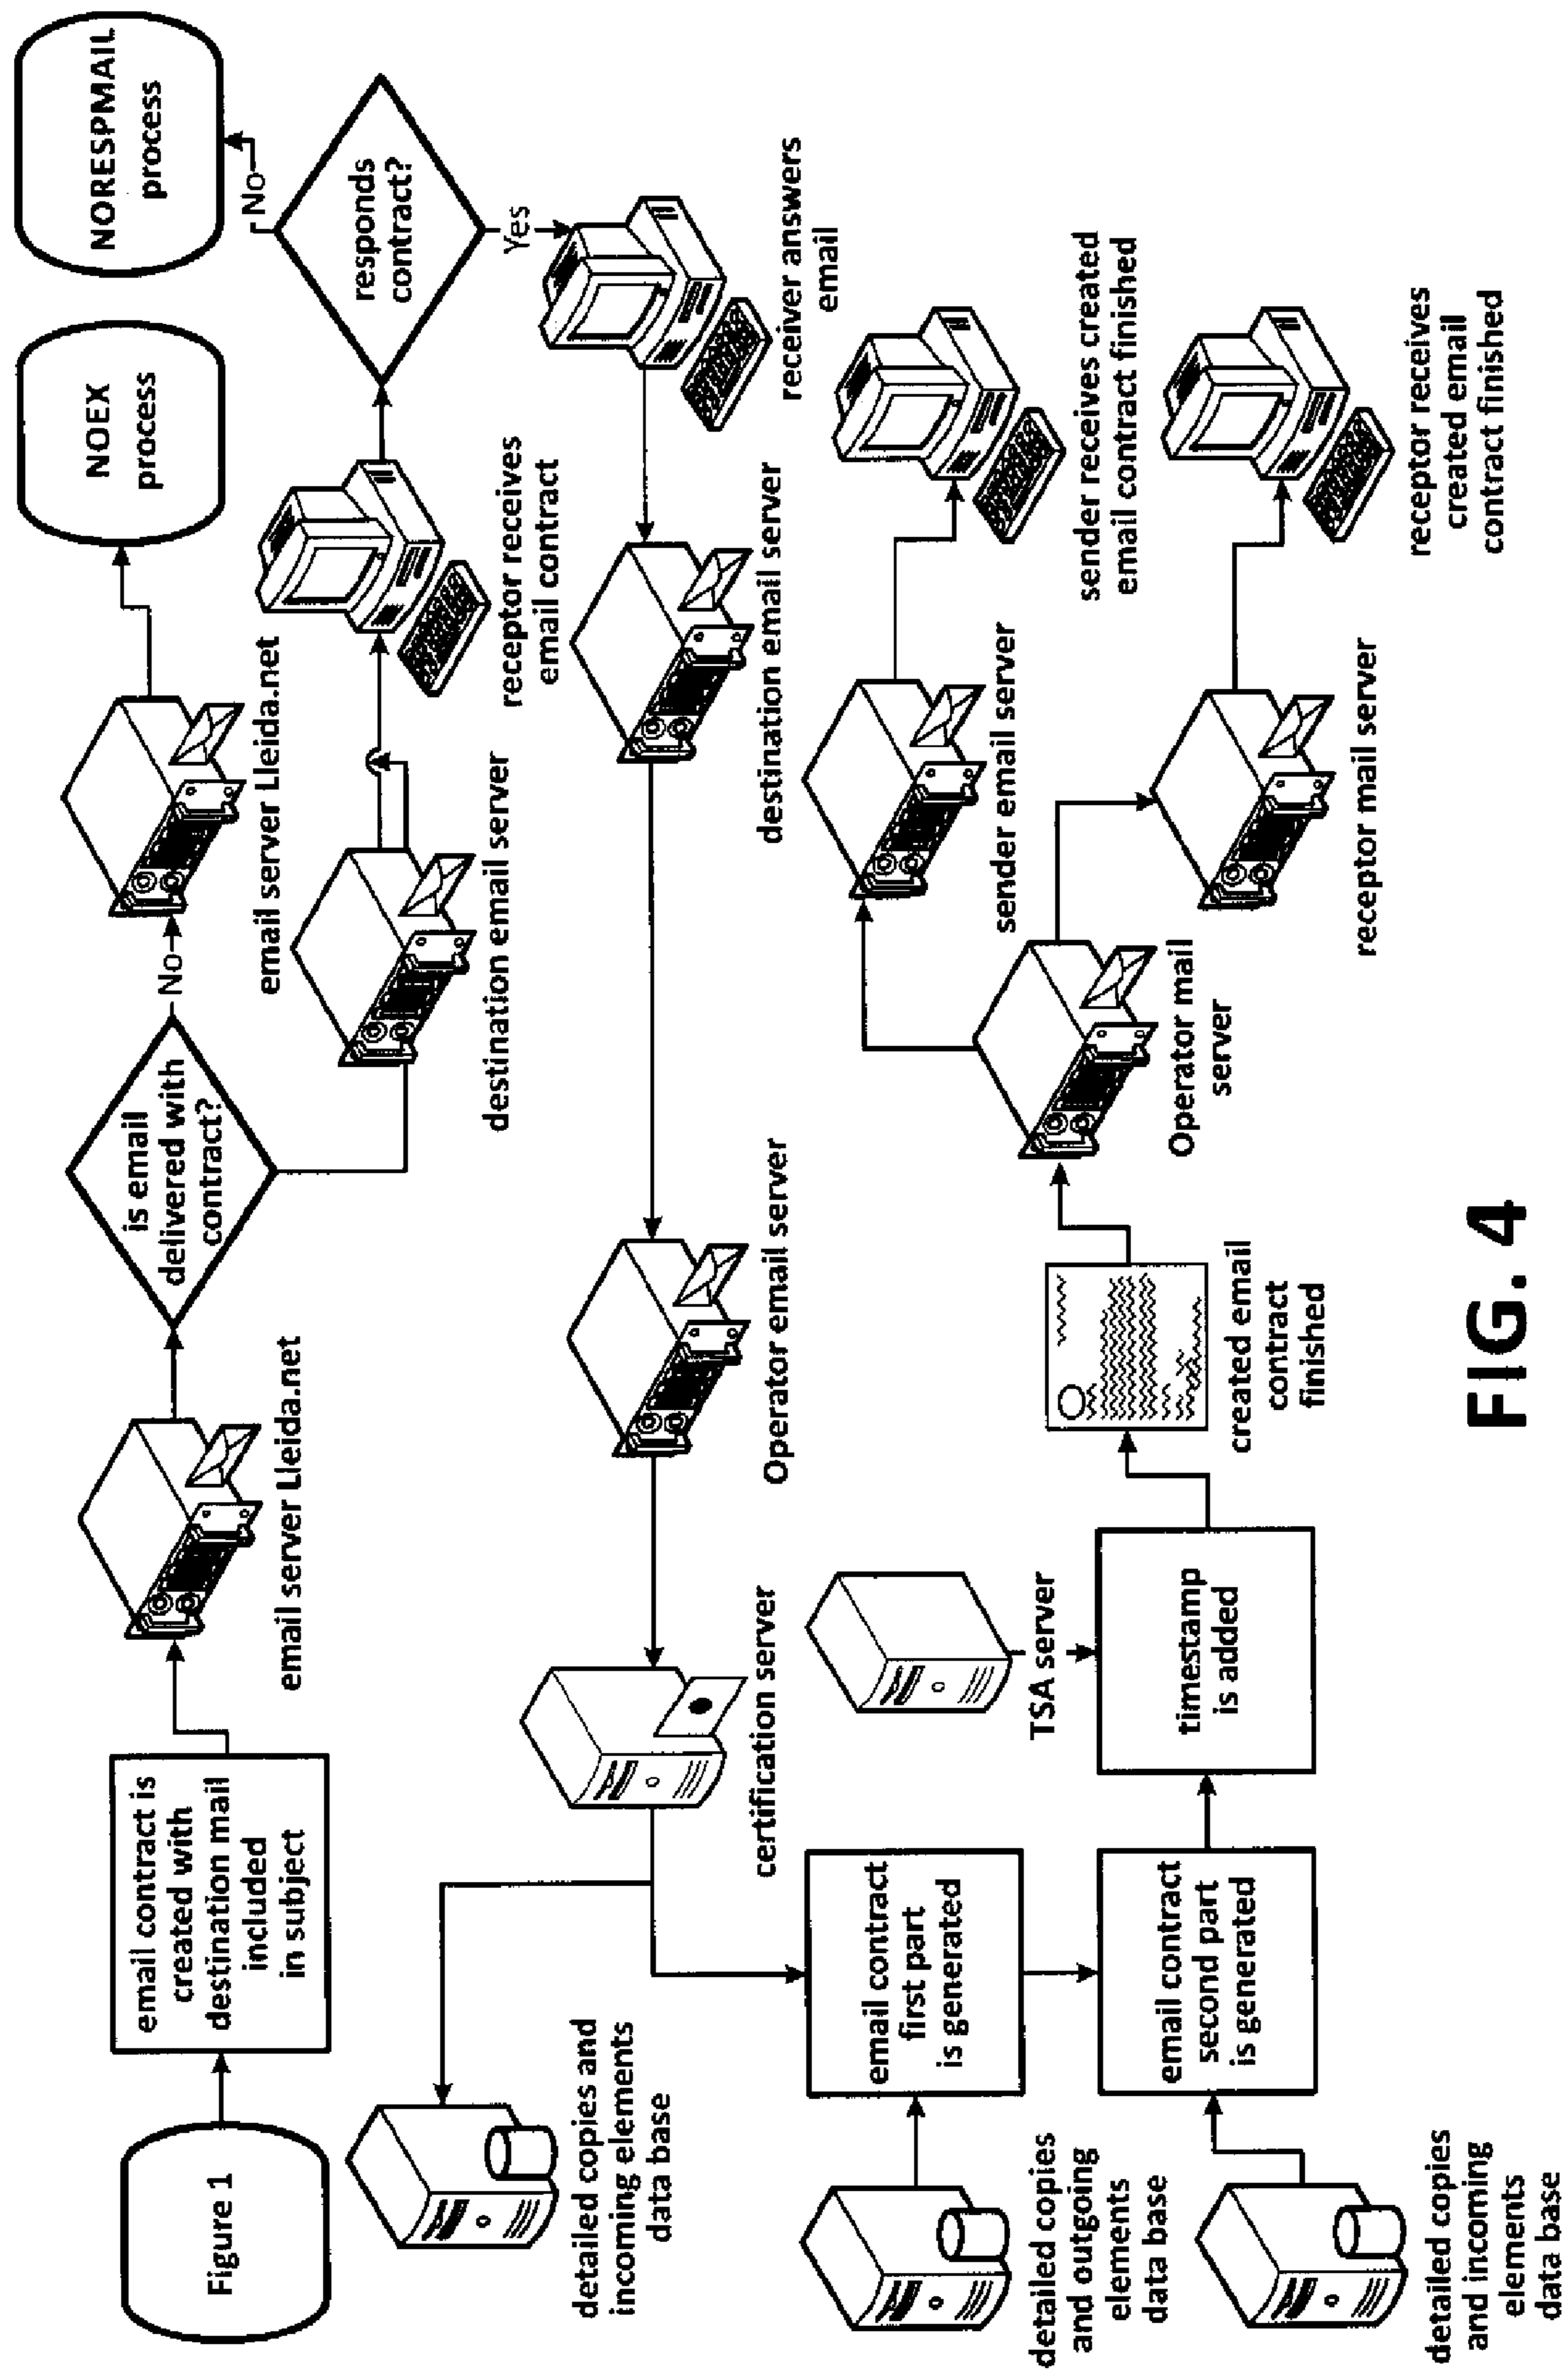 Figure 1
email contract is
created with
destination mail
included
in subject
email server Lleida.net
is email
delivered with
contract?
No
email server Lleida.net
NOEX
process
NORESPMAIL
process
destination email server
receptor receives
email contract
responds
contract?
No
Yes
receiver answers
email
destination email server
Operator email server
certification server
detailed copies and
incoming elements
data base
detailed copies
and outgoing
elements
data base
email contract
first part
is generated
detailed copies
and incoming
elements
data base
email contract
second part
is generated
TSA server
timestamp
is added
created email
contract
finished
Operator mail
server
sender email server
sender receives created
email contract finished
receptor mail server
receptor receives
created email
contract finished
FIG. 4